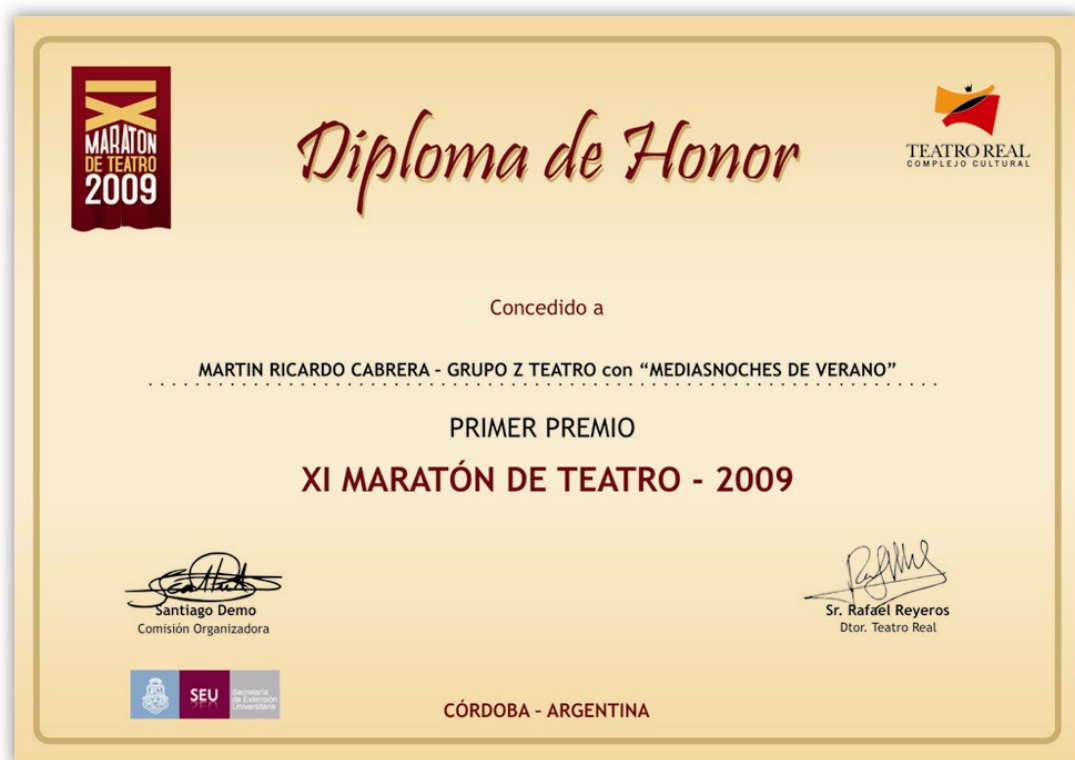 XI
MARATÓN
DE TEATRO
2009
Diploma de Honor
TEATRO REAL
COMPLEJO CULTURAL
Concedido a
MARTIN RICARDO CABRERA - GRUPO Z TEATRO con “MEDIASNOCHES DE VERANO”
PRIMER PREMIO
XI MARATÓN DE TEATRO - 2009
Santiago Demo
Comisión Organizadora
Sr. Rafael Reyeros
Dtor. Teatro Real
SEU
Secretaría
de Extensión
Universitaria
CÓRDOBA - ARGENTINA